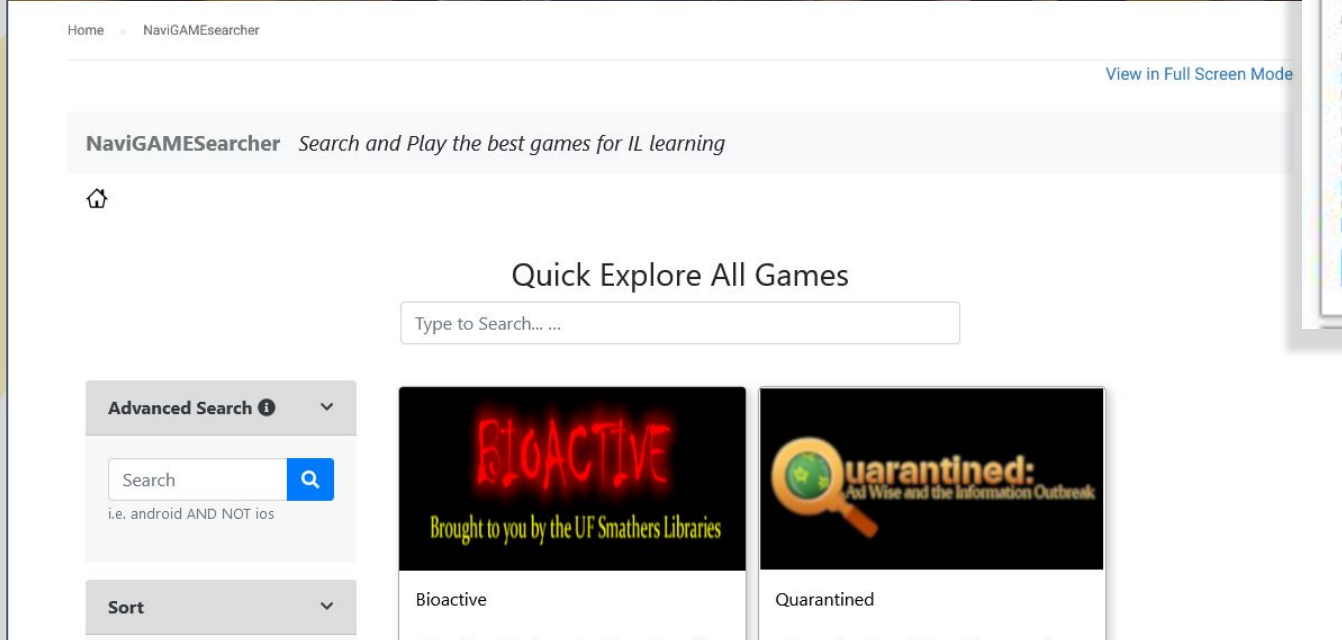 Home NaviGAMEsearcher
View in Full Screen Mode
NaviGAMESearcher Search and Play the best games for IL learning
Quick Explore All Games
Type to Search... ...
Advanced Search
Search
i.e. android AND NOT ios
Sort
BIOACTIVE
Brought to you by the UF Smathers Libraries
Bioactive
Quarantined:
Axl Wise and the Information Outbreak
Quarantined